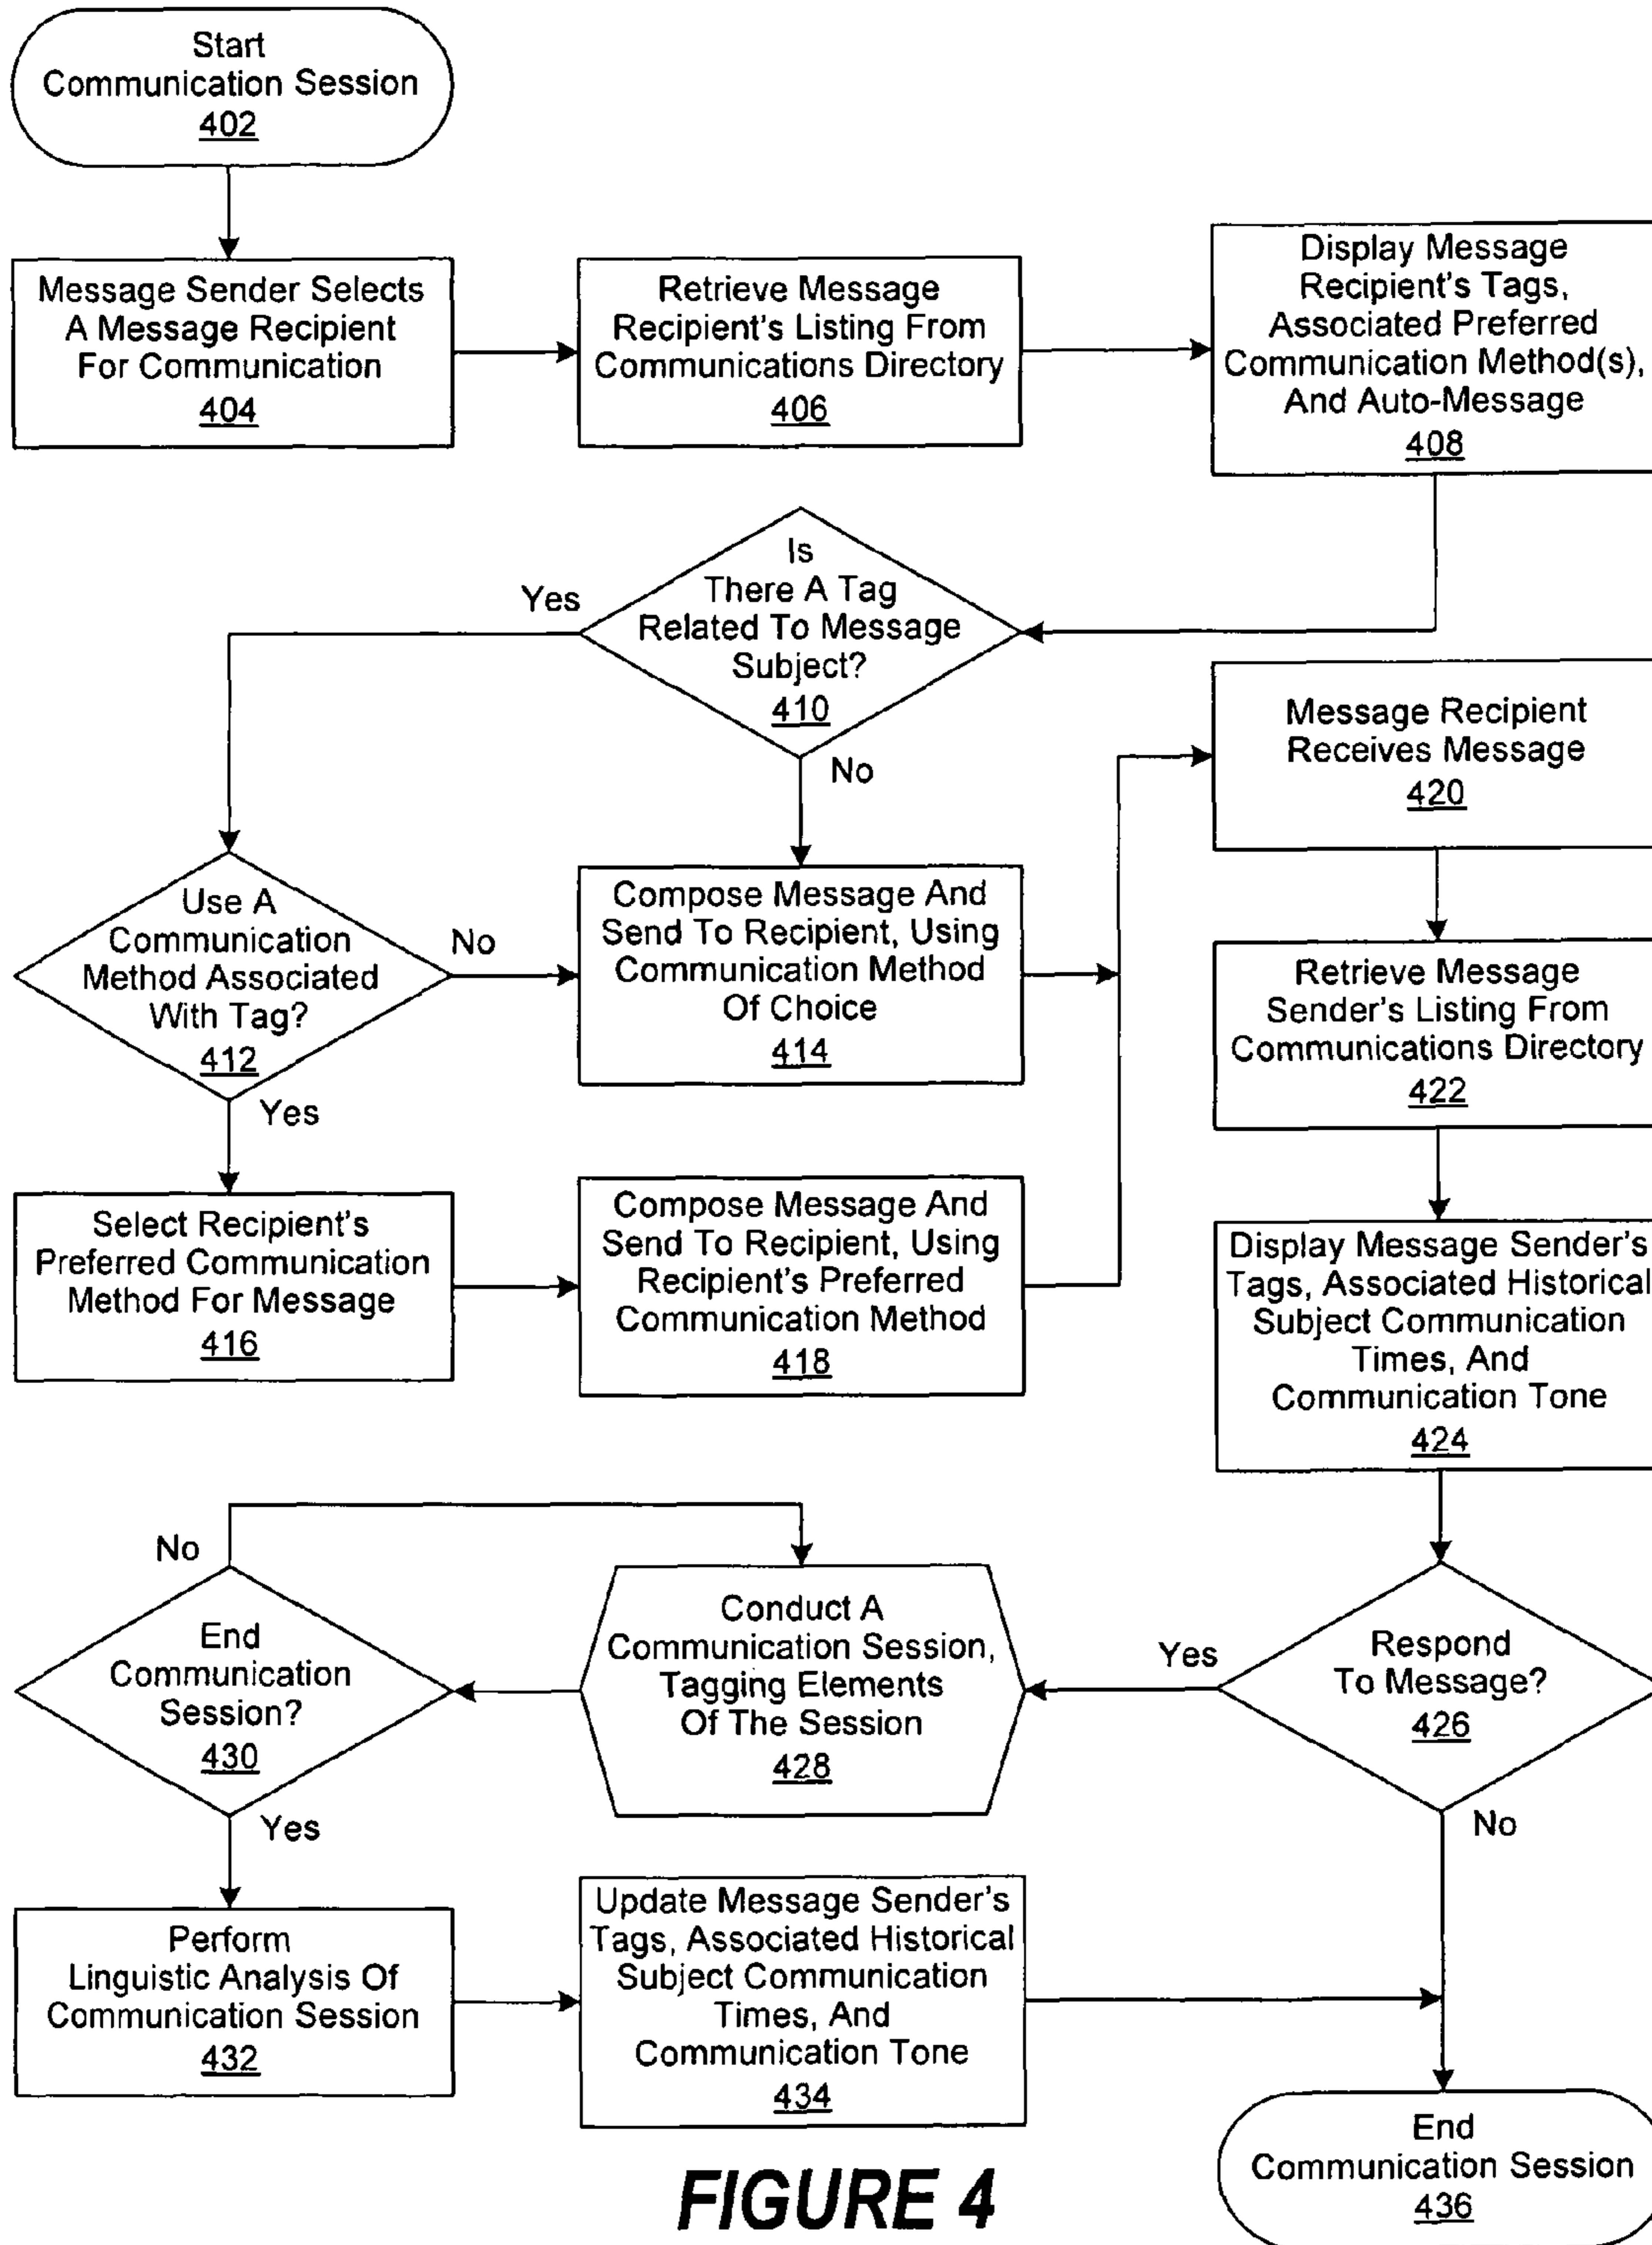 Start
Communication Session
402
Message Sender Selects
A Message Recipient
For Communication
404
Retrieve Message
Recipient's Listing From
Communications Directory
406
Display Message
Recipient's Tags,
Associated Preferred
Communication Method(s),
And Auto-Message
408
Is
There A Tag
Related To Message
Subject?
410
Yes
No
Use A
Communication
Method Associated
With Tag?
412
No
Yes
Compose Message And
Send To Recipient, Using
Communication Method
Of Choice
414
Select Recipient's
Preferred Communication
Method For Message
416
Compose Message And
Send To Recipient, Using
Recipient's Preferred
Communication Method
418
Message Recipient
Receives Message
420
Retrieve Message
Sender's Listing From
Communications Directory
422
Display Message Sender's
Tags, Associated Historical
Subject Communication
Times, And
Communication Tone
424
Respond
To Message?
426
Yes
No
Conduct A
Communication Session,
Tagging Elements
Of The Session
428
End
Communication
Session?
430
No
Yes
Perform
Linguistic Analysis Of
Communication Session
432
Update Message Sender's
Tags, Associated Historical
Subject Communication
Times, And
Communication Tone
434
End
Communication Session
436
FIGURE 4